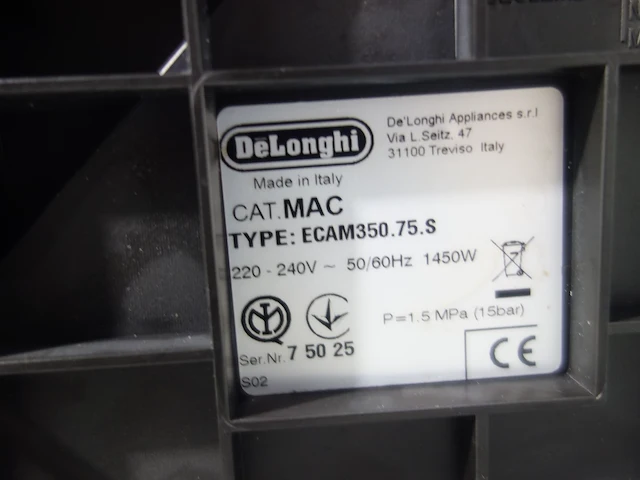 DeLonghi
De'Longhi Appliances s.r.l
Via L. Seitz. 47
31100 Treviso Italy
Made in Italy
CAT.MAC
TYPE: ECAM350.75.S
220 - 240V ~ 50/60Hz 1450W
P=1.5 MPa (15bar)
Ser.Nr. 7 50 25
S02
CE